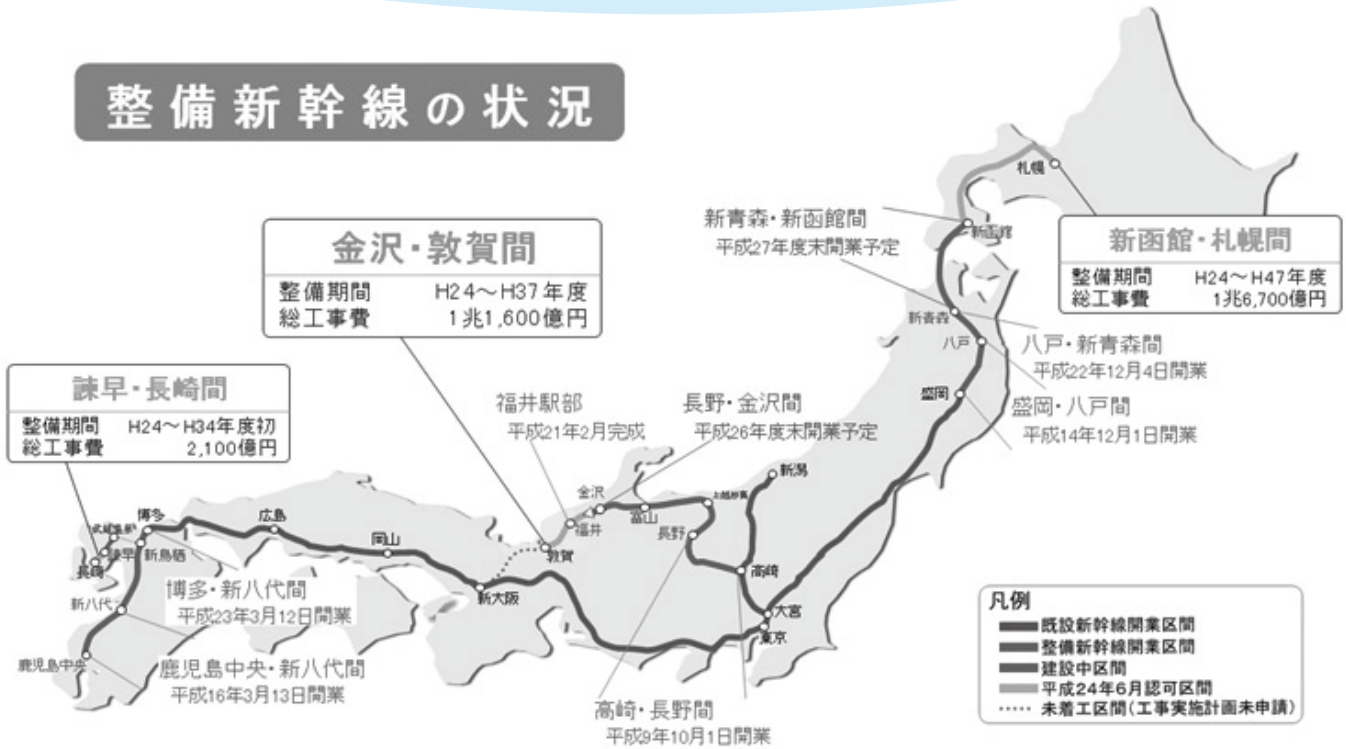 整備新幹線の状況
金沢・敦賀間
整備期間 H24～H37年度
総工事費 1兆1,600億円
諫早・長崎間
整備期間 H24～H34年度初
総工事費 2,100億円
新函館・札幌間
整備期間 H24～H47年度
総工事費 1兆6,700億円
新青森・新函館間
平成27年度末開業予定
八戸・新青森間
平成22年12月4日開業
盛岡・八戸間
平成14年12月1日開業
福井駅部
平成21年2月完成
長野・金沢間
平成26年度末開業予定
博多・新八代間
平成23年3月12日開業
鹿児島中央・新八代間
平成16年3月13日開業
高崎・長野間
平成9年10月1日開業
札幌
新函館
新青森
八戸
盛岡
新潟
金沢
富山
福井
長野
敦賀
高崎
大宮
東京
新大阪
岡山
広島
博多
新鳥栖
諫早
長崎
新八代
鹿児島中央
凡例
既設新幹線開業区間
整備新幹線開業区間
建設中区間
平成24年6月認可区間
未着工区間(工事実施計画未申請)